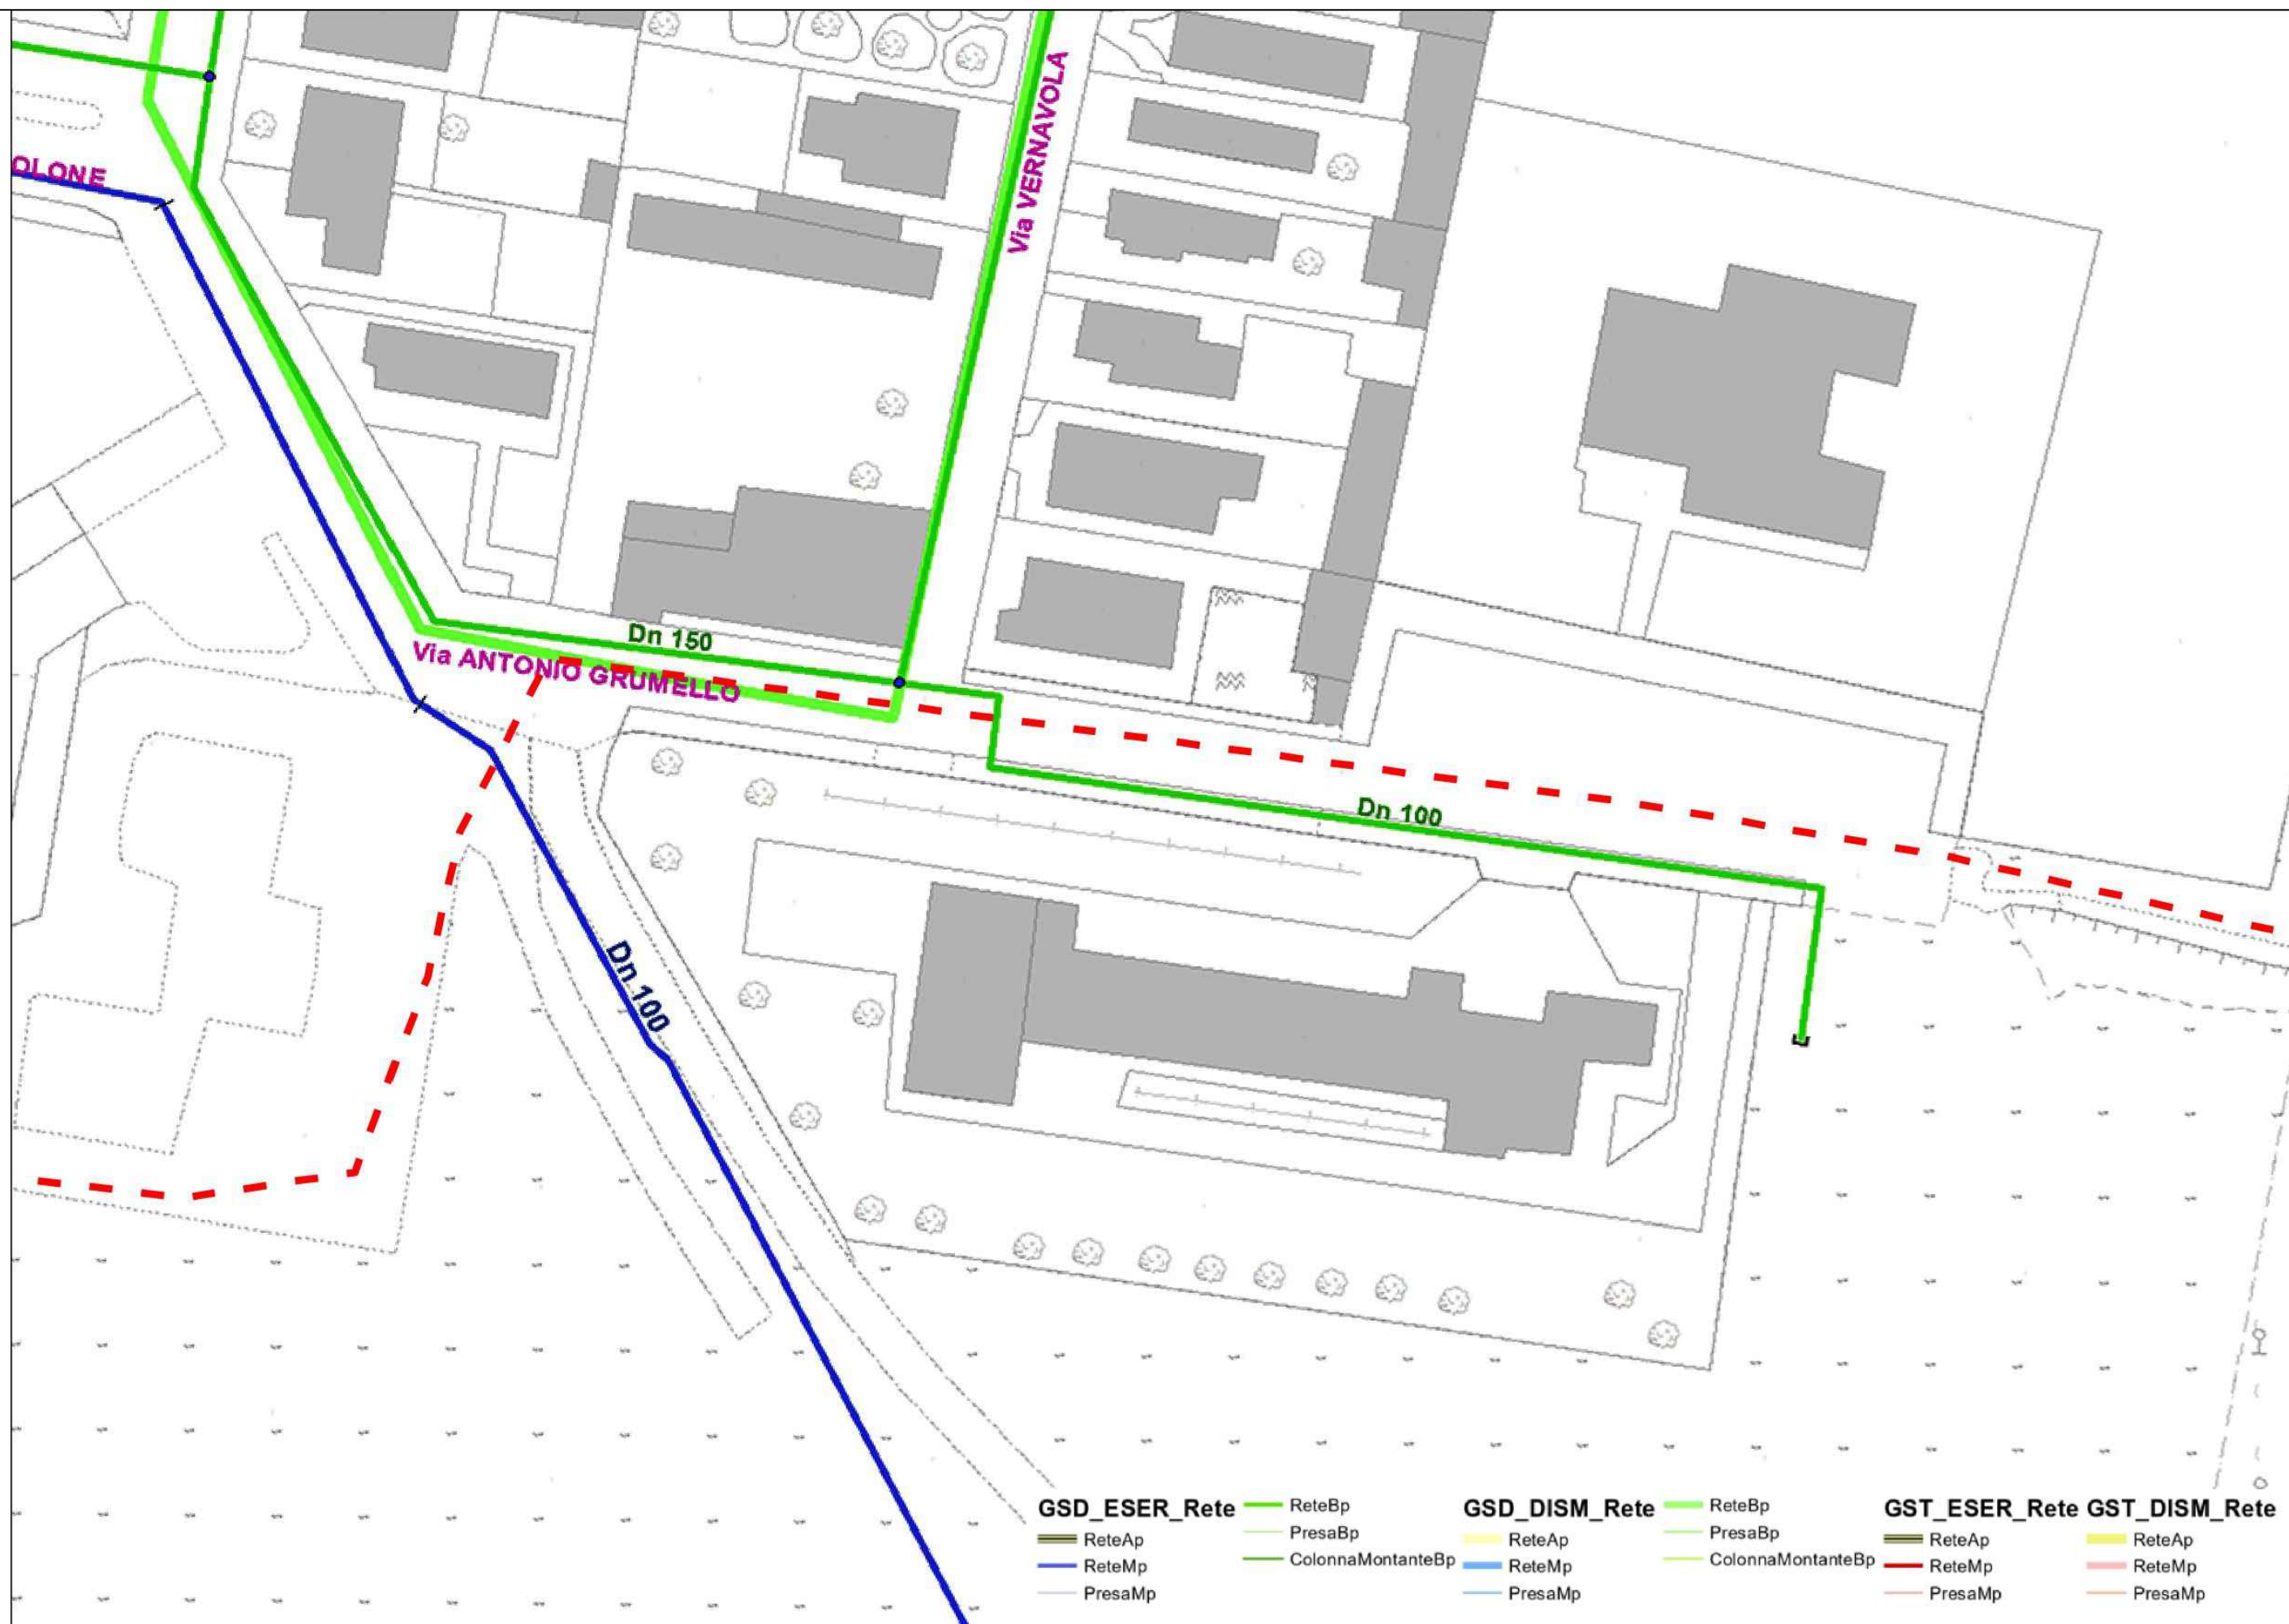 OLONE
Via VERNAVOLA
Dn 150
Via ANTONIO GRUMELLO
Dn 100
Dn 100
GSD_ESER_Rete
ReteAp
ReteMp
PresaMp
ReteBp
PresaBp
ColonnaMontanteBp
GSD_DISM_Rete
ReteAp
ReteMp
PresaMp
ReteBp
PresaBp
ColonnaMontanteBp
GST_ESER_Rete
ReteAp
ReteMp
PresaMp
GST_DISM_Rete
ReteAp
ReteMp
PresaMp